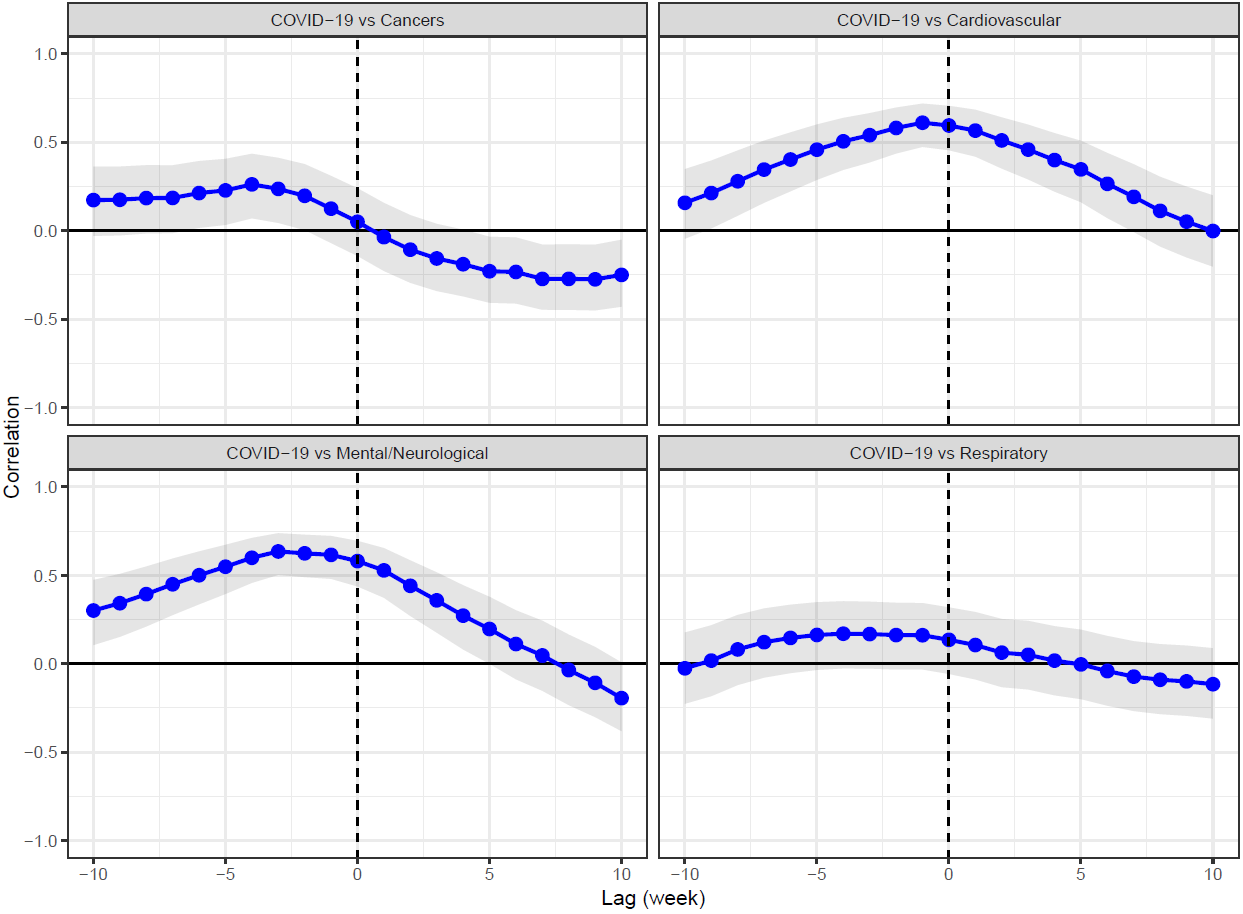 COVID−19 vs Cancers
COVID−19 vs Cardiovascular
1.0
0.5
0.0
−0.5
−1.0
Correlation
COVID−19 vs Mental/Neurological
COVID−19 vs Respiratory
1.0
0.5
0.0
−0.5
−1.0
−10 −5 0 5 10
−10 −5 0 5 10
Lag (week)